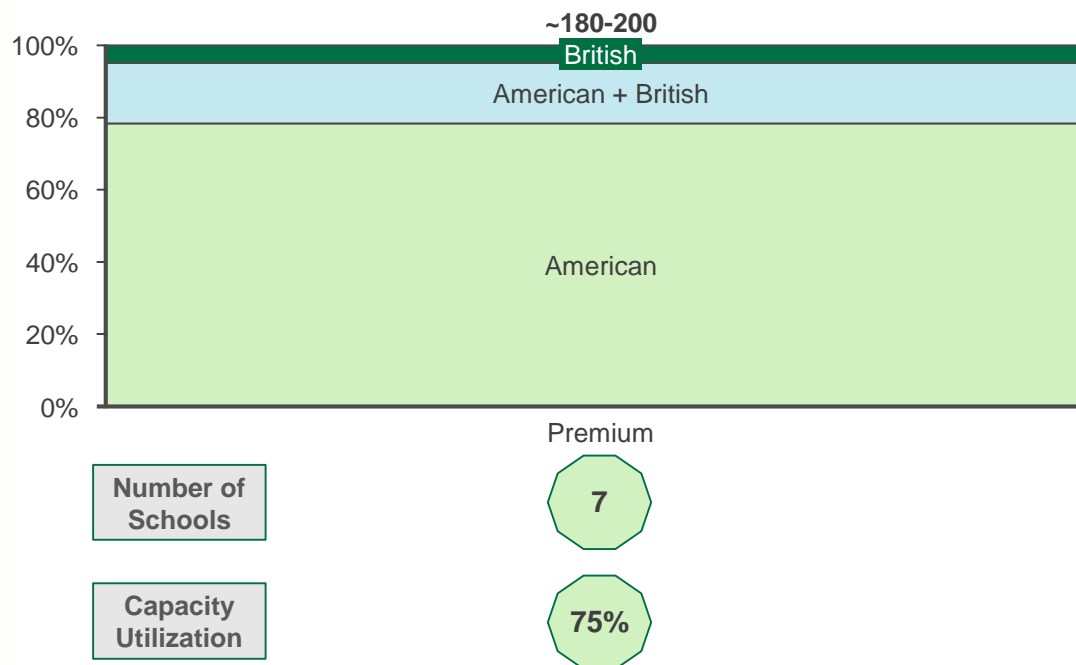 ~180-200
100%
British
American + British
80%
60%
40%
American
20%
0%
Premium
Number of
Schools
7
Capacity
Utilization
75%